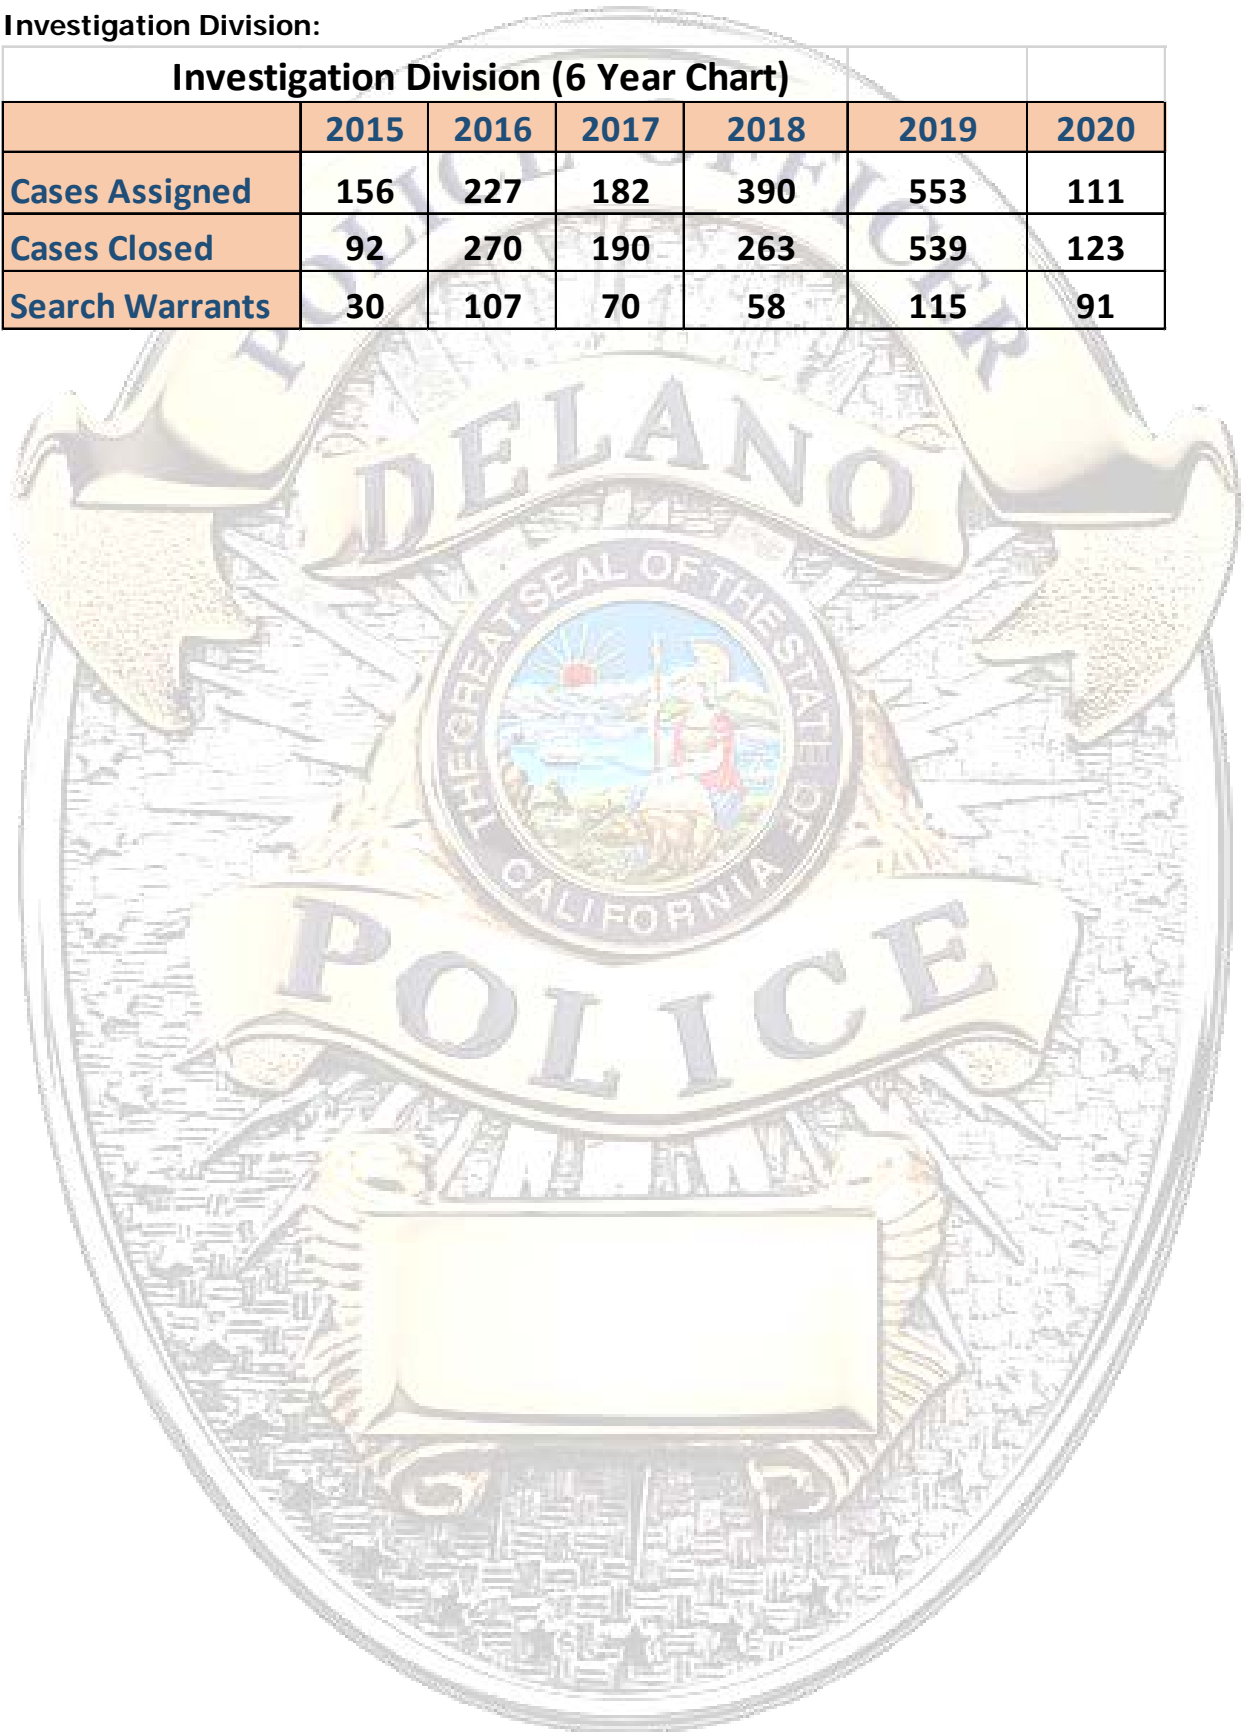 Investigation Division:
Investigation Division (6 Year Chart)
2015 2016 2017 2018 2019 2020
Cases Assigned 156 227 182 390 553 111
Cases Closed 92 270 190 263 539 123
Search Warrants 30 107 70 58 115 91
POLICE OFFICER
DELANO
THE GREAT SEAL OF THE STATE OF CALIFORNIA
POLICE